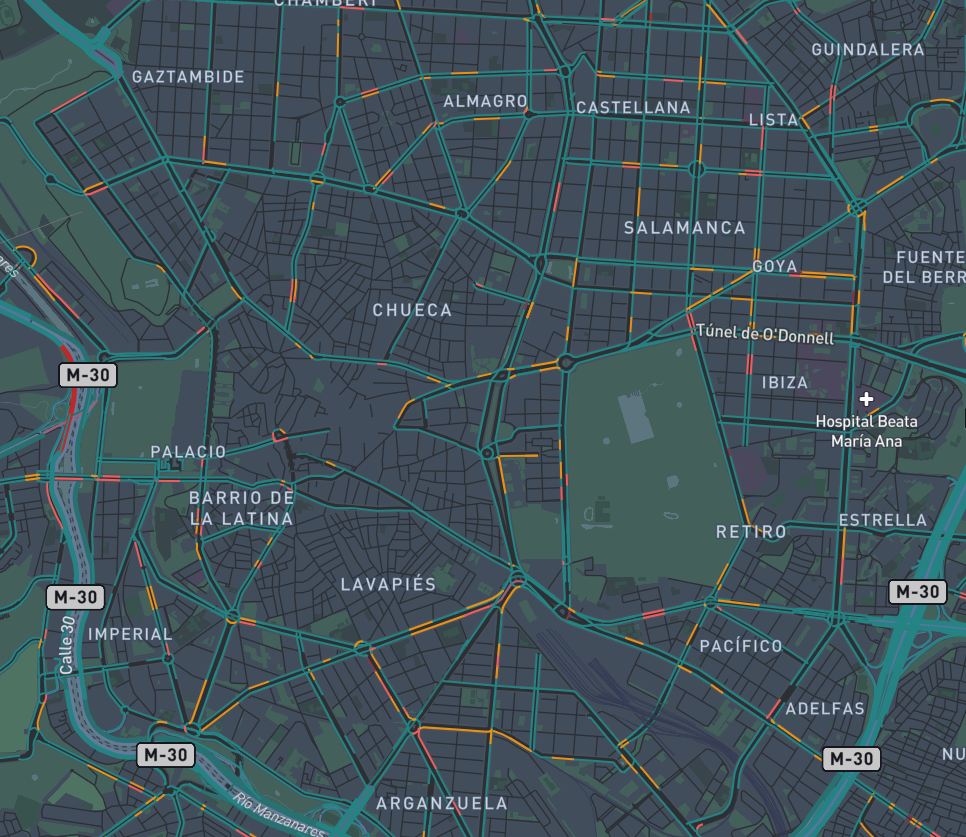 CHAMBERÍ
GUINDALERA
GAZTAMBIDE
ALMAGRO
CASTELLANA
LISTA
SALAMANCA
FUENTE
DEL BERR
GOYA
ares
CHUECA
Túnel de O'Donnell
M-30
IBIZA
Hospital Beata
María Ana
PALACIO
BARRIO DE
LA LATINA
RETIRO
ESTRELLA
LAVAPIÉS
M-30
M-30
Calle 30
IMPERIAL
PACÍFICO
ADELFAS
M-30
M-30
NU
Río Manzanares
ARGANZUELA